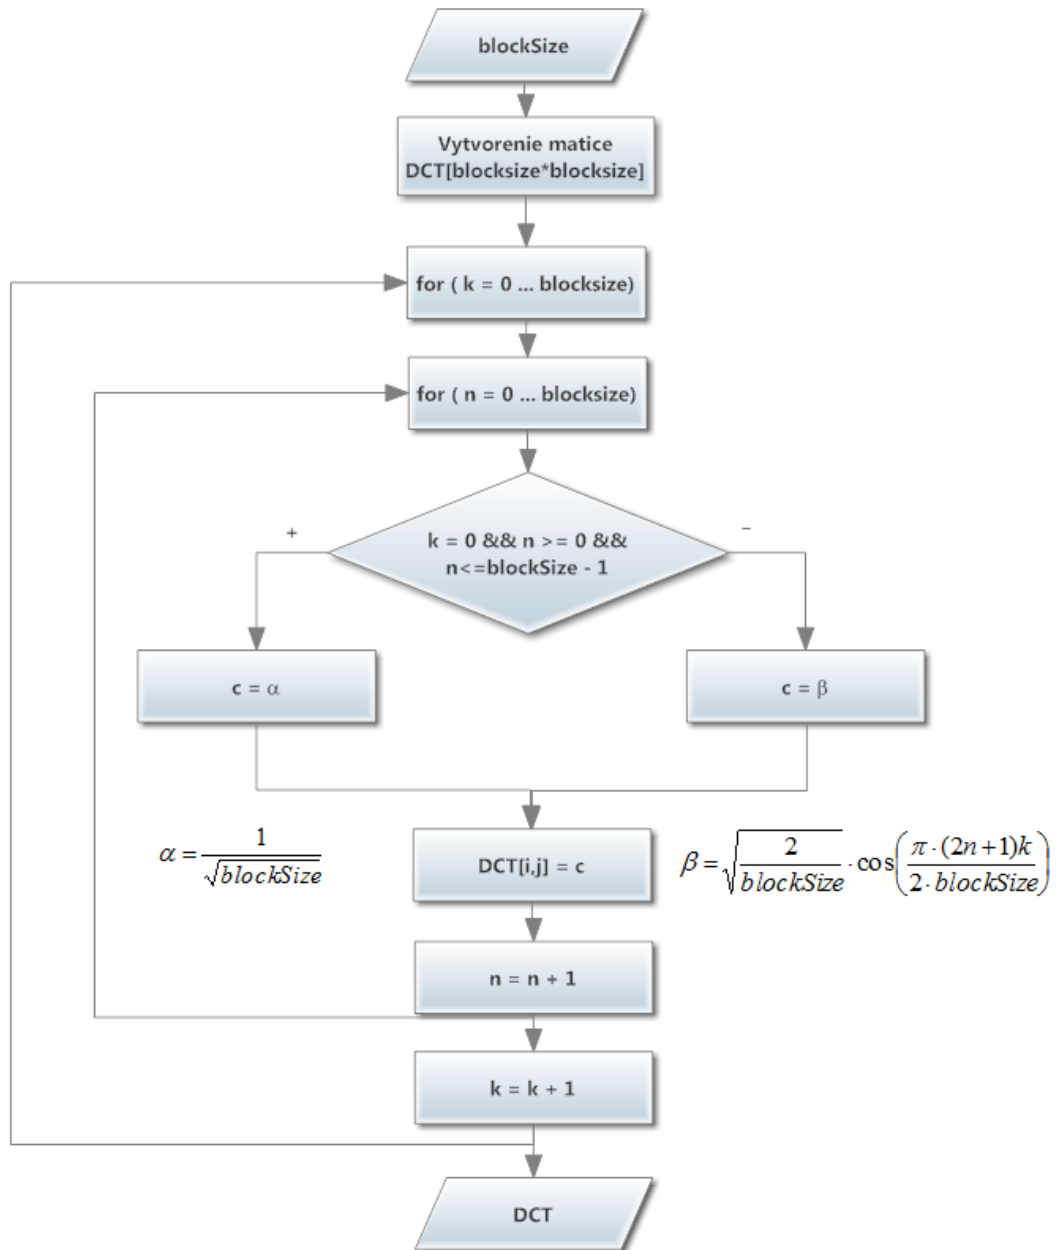 blockSize
Vytvorenie matice
DCT[blocksize*blocksize]
for ( k = 0 ... blocksize)
for ( n = 0 ... blocksize)
+
−
k = 0 && n >= 0 &&
n<=blockSize - 1
c = α
c = β
α = 1 / √blockSize
DCT[i,j] = c
β = √(2 / blockSize) · cos(π · (2n+1)k / 2 · blockSize)
n = n + 1
k = k + 1
DCT